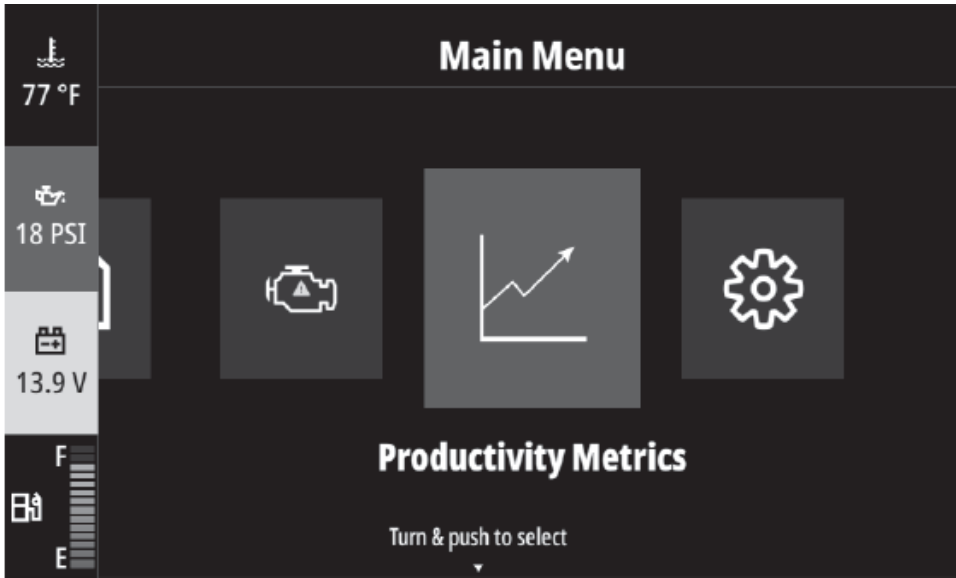 Main Menu
77 °F
18 PSI
13.9 V
F
E
Productivity Metrics
Turn & push to select